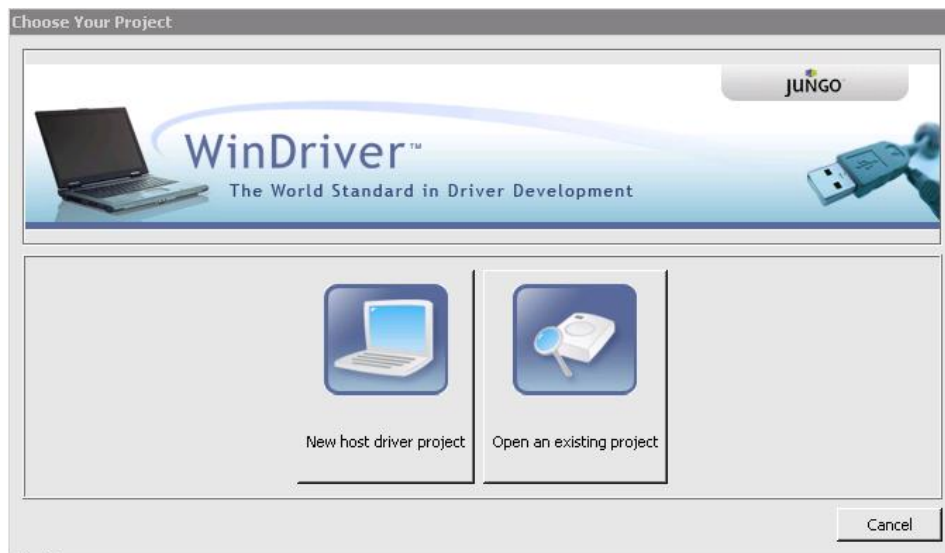 Choose Your Project
JUNGO
WinDriver™
The World Standard in Driver Development
New host driver project
Open an existing project
Cancel